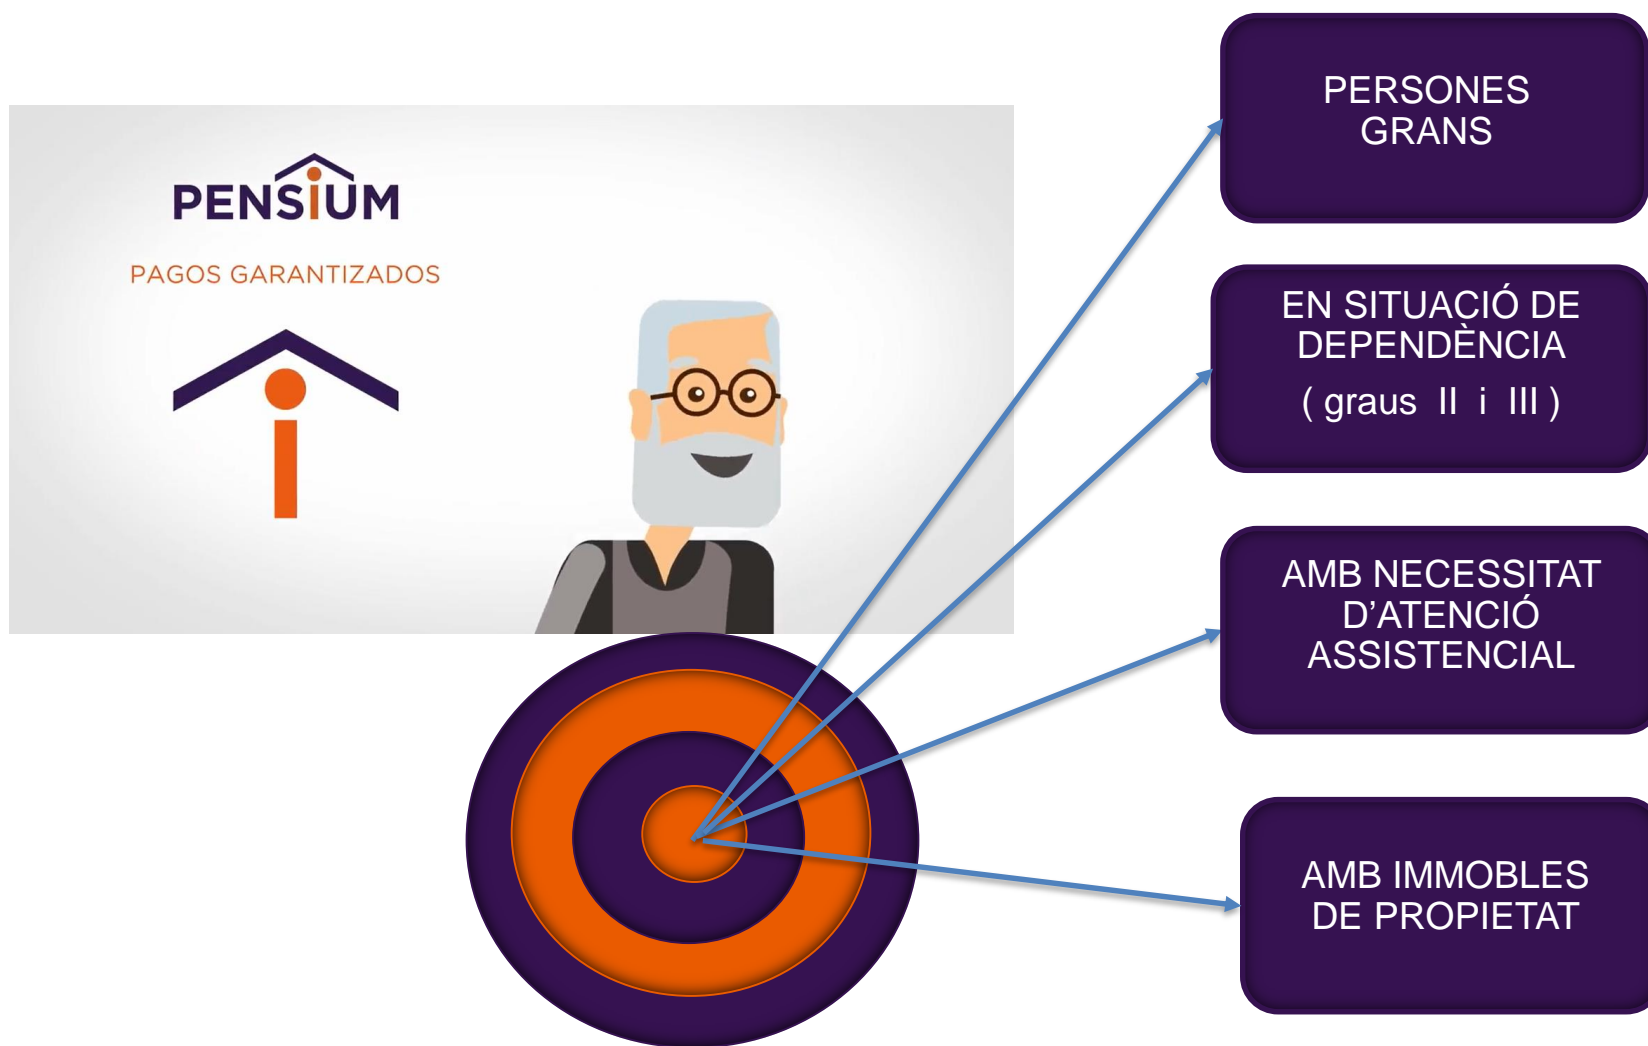 PENSIUM
PAGOS GARANTIZADOS
PERSONES
GRANS
EN SITUACIÓ DE
DEPENDÈNCIA
( graus II i III )
AMB NECESSITAT
D’ATENCIÓ
ASSISTENCIAL
AMB IMMOBLES
DE PROPIETAT